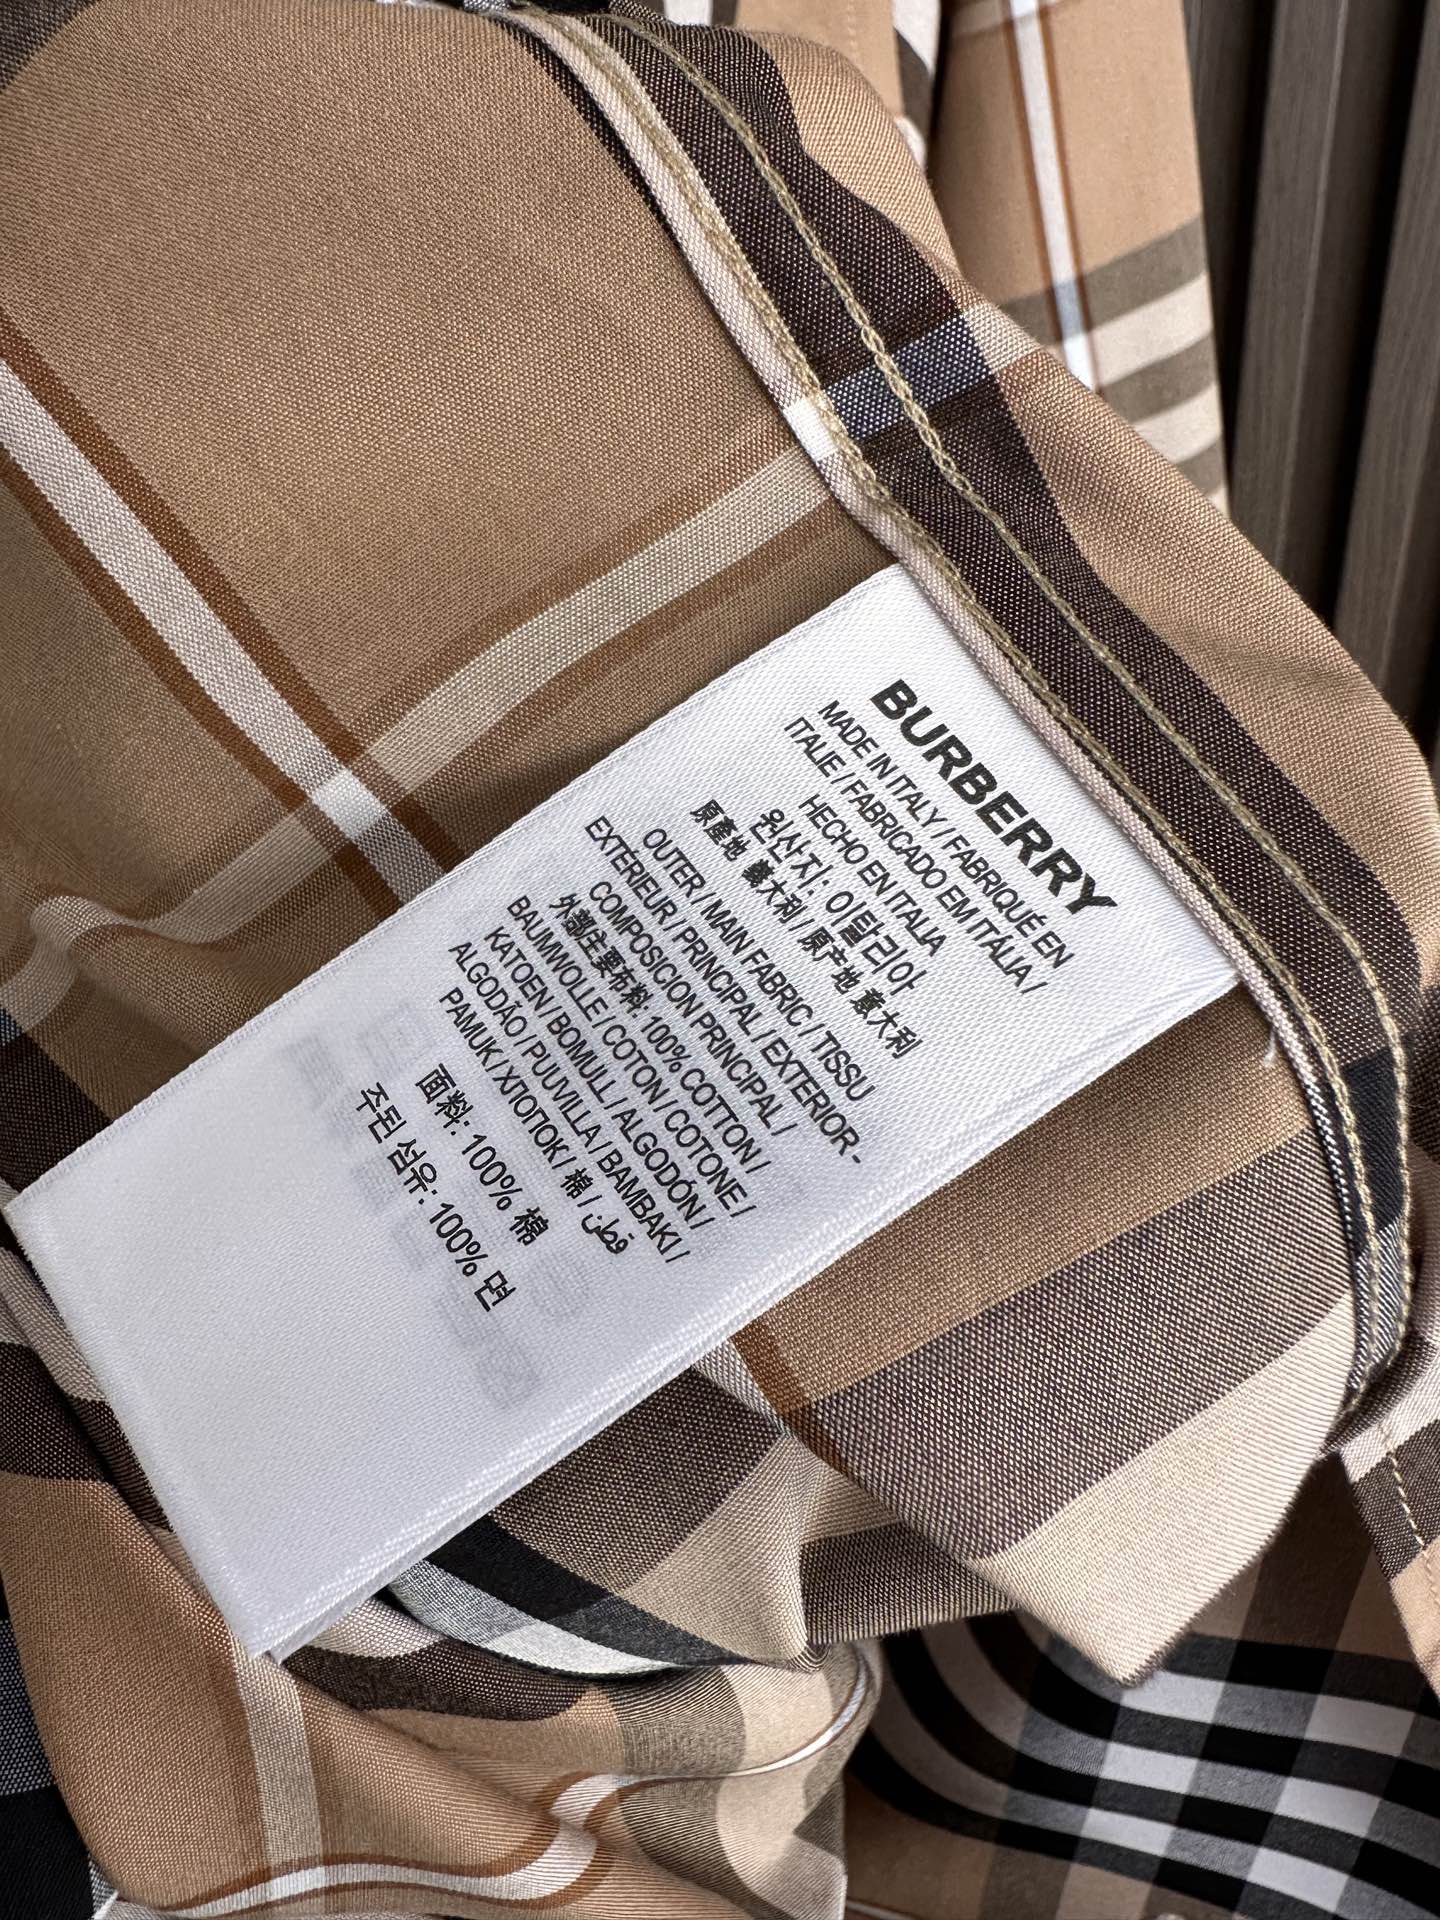 BURBERRY
MADE IN ITALY / FABRIQUÉ EN
ITALIE / FABRICADO EM ITÁLIA /
HECHO EN ITALIA
원산지: 이탈리아
原產地 義大利 / 原产地 意大利
OUTER / MAIN FABRIC / TISSU
EXTERIEUR / PRINCIPAL / EXTERIOR -
COMPOSICION PRINCIPAL /
外部主要布料: 100% COTTON /
BAUMWOLLE / COTON / COTONE /
KATOEN / BOMULL / ALGODÓN /
ALGODÃO / PUUVILLA / BAMBAKI /
PAMUK / ХЛОПОК / 棉 / قطن
面料: 100% 棉
주된 섬유: 100% 면